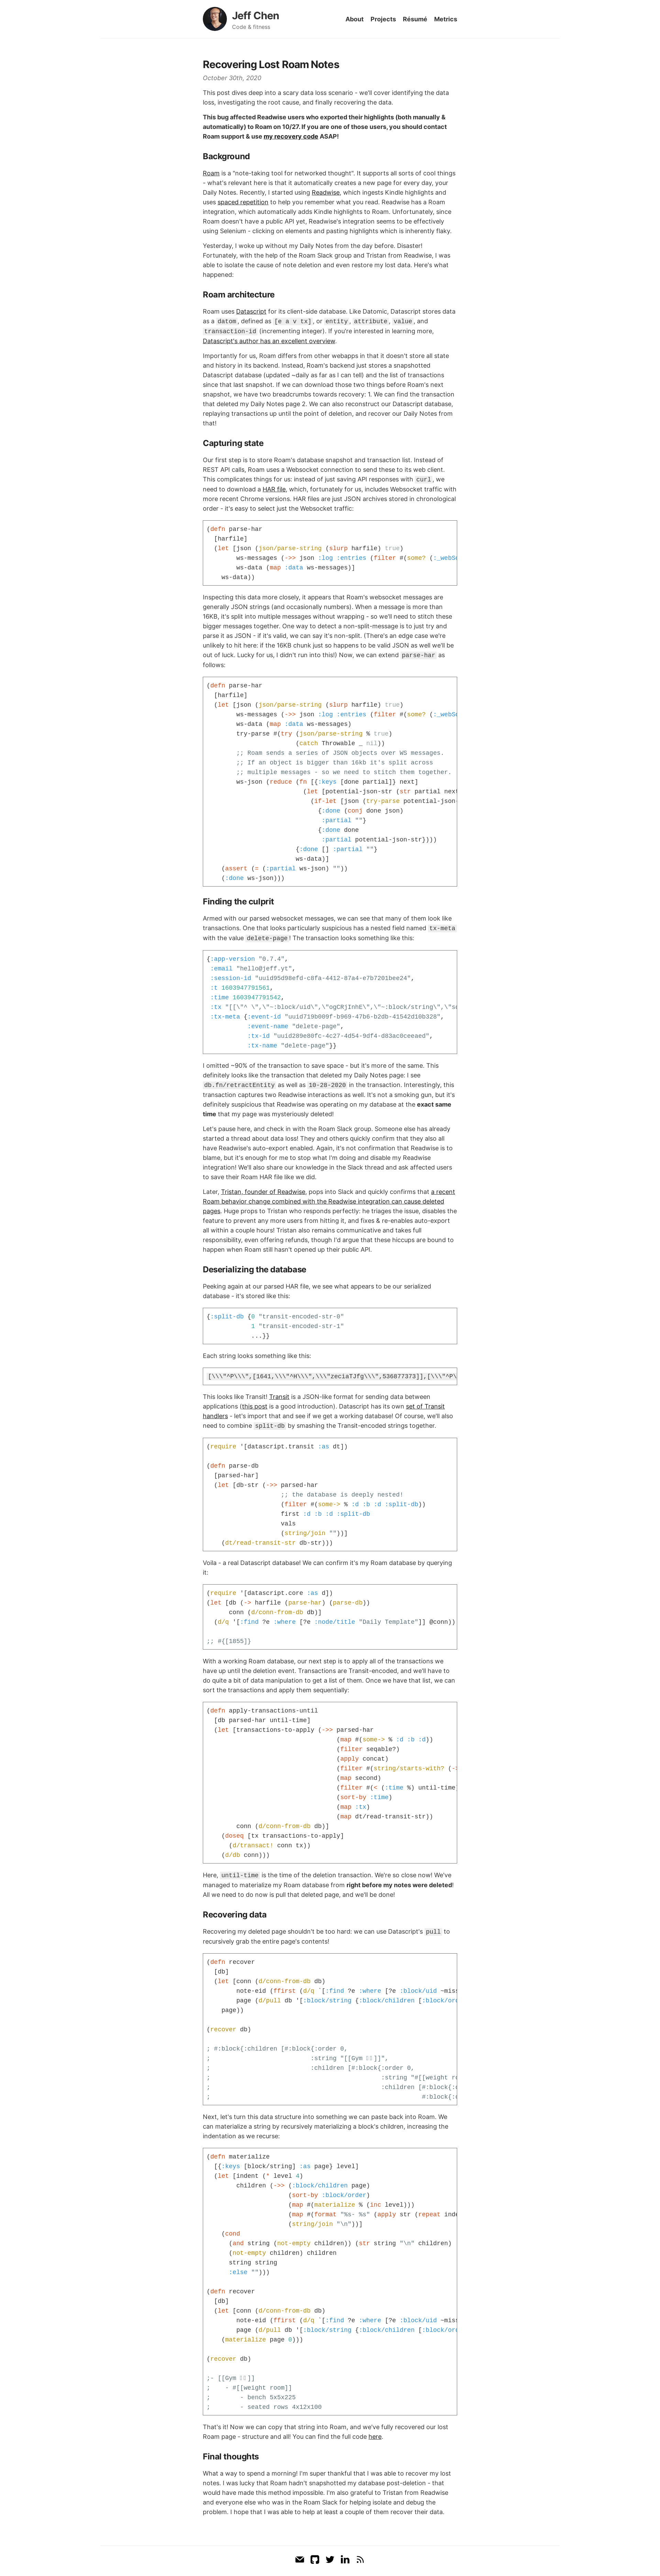 Jeff Chen
Code & fitness
About Projects Résumé Metrics
Recovering Lost Roam Notes
October 30th, 2020
This post dives deep into a scary data loss scenario - we'll cover identifying the data
loss, investigating the root cause, and finally recovering the data.
This bug affected Readwise users who exported their highlights (both manually &
automatically) to Roam on 10/27. If you are one of those users, you should contact
Roam support & use my recovery code ASAP!
Background
Roam is a "note-taking tool for networked thought". It supports all sorts of cool things
- what's relevant here is that it automatically creates a new page for every day, your
Daily Notes. Recently, I started using Readwise, which ingests Kindle highlights and
uses spaced repetition to help you remember what you read. Readwise has a Roam
integration, which automatically adds Kindle highlights to Roam. Unfortunately, since
Roam doesn't have a public API yet, Readwise's integration seems to work effectively
using Selenium - clicking on elements and pasting highlights which is inherently flaky.
Yesterday, I woke up without my Daily Notes from the day before. Disaster!
Fortunately, with the help of the Roam Slack group and Tristan from Readwise, I was
able to isolate the cause of note deletion and even restore my lost data. Here's what
happened:
Roam architecture
Roam uses Datascript for its client-side database. Like Datomic, Datascript stores data
as a datom, defined as [e a v tx], or entity, attribute, value, and
transaction-id (incrementing integer). If you're interested in learning more,
Datascript's author has an excellent overview.
Importantly for us, Roam differs from other webapps in that it doesn't store all state
and history in its backend. Instead, Roam's backend just stores a snapshotted
Datascript database (updated ~daily as far as I can tell) and the list of transactions
since that last snapshot. If we can download those two things before Roam's next
snapshot, we have two breadcrumbs towards recovery: 1. We can find the transaction
that deleted my Daily Notes page 2. We can also reconstruct our Datascript database,
replaying transactions up until the point of deletion, and recover our Daily Notes from
that!
Capturing state
Our first step is to store Roam's database snapshot and transaction list. Instead of
REST API calls, Roam uses a Websocket connection to send these to its web client.
This complicates things for us: instead of just saving API responses with curl, we
need to download a HAR file, which, fortunately for us, includes Websocket traffic with
more recent Chrome versions. HAR files are just JSON archives stored in chronological
order - it's easy to select just the Websocket traffic:
(defn parse-har
[harfile]
(let [json (json/parse-string (slurp harfile) true)
ws-messages (->> json :log :entries (filter #(some? (:_webSo
ws-data (map :data ws-messages)]
ws-data))
Inspecting this data more closely, it appears that Roam's websocket messages are
generally JSON strings (and occasionally numbers). When a message is more than
16KB, it's split into multiple messages without wrapping - so we'll need to stitch these
bigger messages together. One way to detect a non-split-message is to just try and
parse it as JSON - if it's valid, we can say it's non-split. (There's an edge case we're
unlikely to hit here: if the 16KB chunk just so happens to be valid JSON as well we'll be
out of luck. Lucky for us, I didn't run into this!) Now, we can extend parse-har as
follows:
(defn parse-har
[harfile]
(let [json (json/parse-string (slurp harfile) true)
ws-messages (->> json :log :entries (filter #(some? (:_webSo
ws-data (map :data ws-messages)
try-parse #(try (json/parse-string % true)
(catch Throwable _ nil))
;; Roam sends a series of JSON objects over WS messages.
;; If an object is bigger than 16kb it's split across
;; multiple messages - so we need to stitch them together.
ws-json (reduce (fn [{:keys [done partial]} next]
(let [potential-json-str (str partial next
(if-let [json (try-parse potential-json-
{:done (conj done json)
:partial ""}
{:done done
:partial potential-json-str})))
{:done [] :partial ""}
ws-data)]
(assert (= (:partial ws-json) ""))
(:done ws-json)))
Finding the culprit
Armed with our parsed websocket messages, we can see that many of them look like
transactions. One that looks particularly suspicious has a nested field named tx-meta
with the value delete-page! The transaction looks something like this:
{:app-version "0.7.4",
:email "hello@jeff.yt",
:session-id "uuid95d98efd-c8fa-4412-87a4-e7b7201bee24",
:t 1603947791561,
:time 1603947791542,
:tx "[[\"^ \",\"~:block/uid\",\"ogCRjInhE\",\"~:block/string\",\"so
:tx-meta {:event-id "uuid719b009f-b969-47b6-b2db-41542d10b328",
:event-name "delete-page",
:tx-id "uuid289e80fc-4c27-4d54-9df4-d83ac0ceeaed",
:tx-name "delete-page"}}
I omitted ~90% of the transaction to save space - but it's more of the same. This
definitely looks like the transaction that deleted my Daily Notes page: I see
db.fn/retractEntity as well as 10-28-2020 in the transaction. Interestingly, this
transaction captures two Readwise interactions as well. It's not a smoking gun, but it's
definitely suspicious that Readwise was operating on my database at the exact same
time that my page was mysteriously deleted!
Let's pause here, and check in with the Roam Slack group. Someone else has already
started a thread about data loss! They and others quickly confirm that they also all
have Readwise's auto-export enabled. Again, it's not confirmation that Readwise is to
blame, but it's enough for me to stop what I'm doing and disable my Readwise
integration! We'll also share our knowledge in the Slack thread and ask affected users
to save their Roam HAR file like we did.
Later, Tristan, founder of Readwise, pops into Slack and quickly confirms that a recent
Roam behavior change combined with the Readwise integration can cause deleted
pages. Huge props to Tristan who responds perfectly: he triages the issue, disables the
feature to prevent any more users from hitting it, and fixes & re-enables auto-export
all within a couple hours! Tristan also remains communicative and takes full
responsibility, even offering refunds, though I'd argue that these hiccups are bound to
happen when Roam still hasn't opened up their public API.
Deserializing the database
Peeking again at our parsed HAR file, we see what appears to be our serialized
database - it's stored like this:
{:split-db {0 "transit-encoded-str-0"
1 "transit-encoded-str-1"
...}}
Each string looks something like this:
[\\\"^P\\\",[1641,\\\"^H\\\",\\\"zeciaTJfg\\\",536877373]],[\\\"^P\
This looks like Transit! Transit is a JSON-like format for sending data between
applications (this post is a good introduction). Datascript has its own set of Transit
handlers - let's import that and see if we get a working database! Of course, we'll also
need to combine split-db by smashing the Transit-encoded strings together.
(require '[datascript.transit :as dt])
(defn parse-db
[parsed-har]
(let [db-str (->> parsed-har
;; the database is deeply nested!
(filter #(some-> % :d :b :d :split-db))
first :d :b :d :split-db
vals
(string/join ""))]
(dt/read-transit-str db-str)))
Voila - a real Datascript database! We can confirm it's my Roam database by querying
it:
(require '[datascript.core :as d])
(let [db (-> harfile (parse-har) (parse-db))
conn (d/conn-from-db db)]
(d/q '[:find ?e :where [?e :node/title "Daily Template"]] @conn))
;; #{[1855]}
With a working Roam database, our next step is to apply all of the transactions we
have up until the deletion event. Transactions are Transit-encoded, and we'll have to
do quite a bit of data manipulation to get a list of them. Once we have that list, we can
sort the transactions and apply them sequentially:
(defn apply-transactions-until
[db parsed-har until-time]
(let [transactions-to-apply (->> parsed-har
(map #(some-> % :d :b :d))
(filter seqable?)
(apply concat)
(filter #(string/starts-with? (->
(map second)
(filter #(< (:time %) until-time
(sort-by :time)
(map :tx)
(map dt/read-transit-str))
conn (d/conn-from-db db)]
(doseq [tx transactions-to-apply]
(d/transact! conn tx))
(d/db conn)))
Here, until-time is the time of the deletion transaction. We're so close now! We've
managed to materialize my Roam database from right before my notes were deleted!
All we need to do now is pull that deleted page, and we'll be done!
Recovering data
Recovering my deleted page shouldn't be too hard: we can use Datascript's pull to
recursively grab the entire page's contents!
(defn recover
[db]
(let [conn (d/conn-from-db db)
note-eid (ffirst (d/q `[:find ?e :where [?e :block/uid ~miss
page (d/pull db '[:block/string {:block/children [:block/ord
page))
(recover db)
; #:block{:children [#:block{:order 0,
; :string "[[Gym]]",
; :children [#:block{:order 0,
; :string "#[[weight ro
; :children [#:block{:o
; #:block{:o
Next, let's turn this data structure into something we can paste back into Roam. We
can materialize a string by recursively materializing a block's children, increasing the
indentation as we recurse:
(defn materialize
[{:keys [block/string] :as page} level]
(let [indent (* level 4)
children (->> (:block/children page)
(sort-by :block/order)
(map #(materialize % (inc level)))
(map #(format "%s- %s" (apply str (repeat inde
(string/join "\n"))]
(cond
(and string (not-empty children)) (str string "\n" children)
(not-empty children) children
string string
:else "")))
(defn recover
[db]
(let [conn (d/conn-from-db db)
note-eid (ffirst (d/q `[:find ?e :where [?e :block/uid ~miss
page (d/pull db '[:block/string {:block/children [:block/ord
(materialize page 0)))
(recover db)
;- [[Gym]]
; - #[[weight room]]
; - bench 5x5x225
; - seated rows 4x12x100
That's it! Now we can copy that string into Roam, and we've fully recovered our lost
Roam page - structure and all! You can find the full code here.
Final thoughts
What a way to spend a morning! I'm super thankful that I was able to recover my lost
notes. I was lucky that Roam hadn't snapshotted my database post-deletion - that
would have made this method impossible. I'm also grateful to Tristan from Readwise
and everyone else who was in the Roam Slack for helping isolate and debug the
problem. I hope that I was able to help at least a couple of them recover their data.